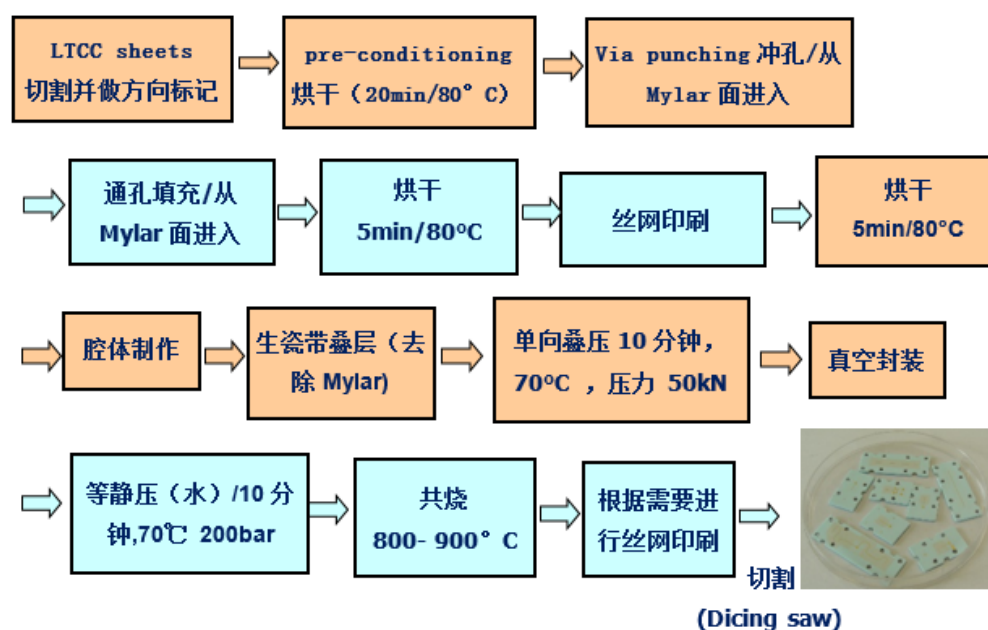 LTCC sheets
切割并做方向标记
pre-conditioning
烘干（20min/80° C）
Via punching 冲孔/从
Mylar 面进入
通孔填充/从
Mylar 面进入
烘干
5min/80ºC
丝网印刷
烘干
5min/80°C
腔体制作
生瓷带叠层（去
除 Mylar)
单向叠压 10 分钟，
70ºC ，压力 50kN
真空封装
等静压（水）/10 分
钟,70℃ 200bar
共烧
800- 900° C
根据需要进
行丝网印刷
切割
(Dicing saw)